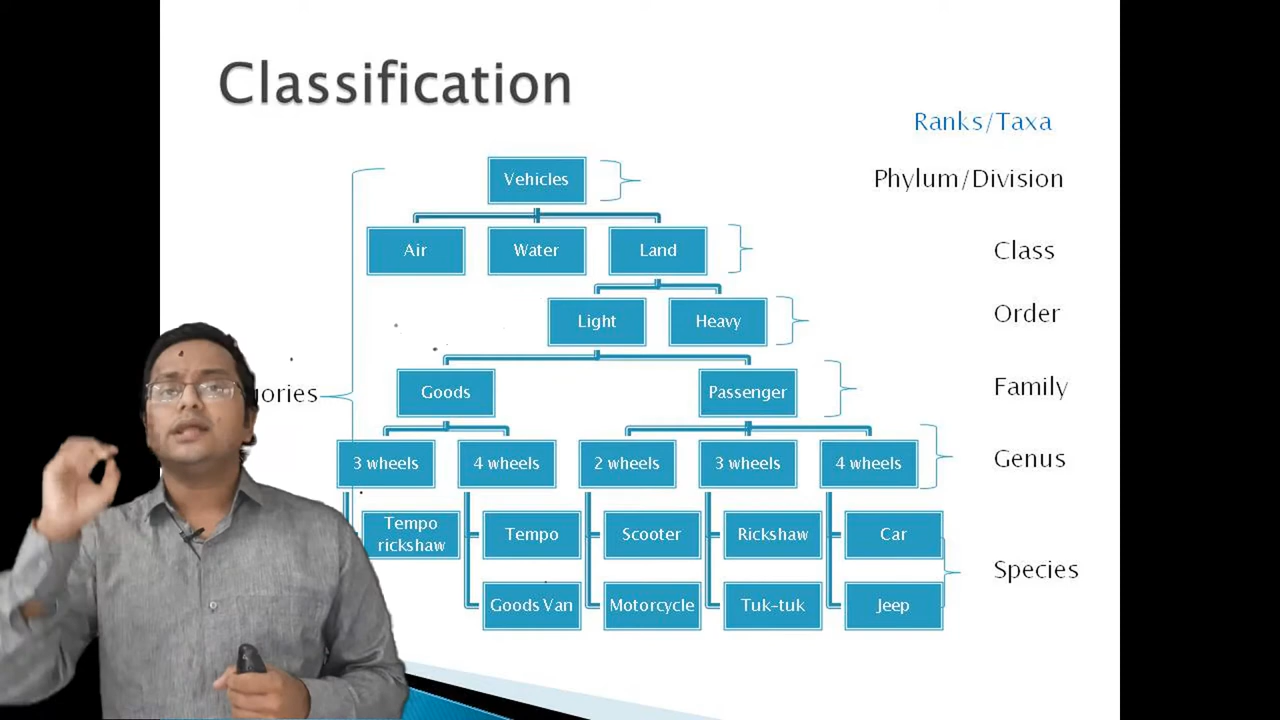 Classification
Ranks/Taxa
Vehicles
Phylum/Division
Air
Water
Land
Class
Light
Heavy
Order
Goods
Passenger
Family
3 wheels
4 wheels
2 wheels
3 wheels
4 wheels
Genus
Tempo
rickshaw
Tempo
Scooter
Rickshaw
Car
Species
Goods Van
Motorcycle
Tuk-tuk
Jeep